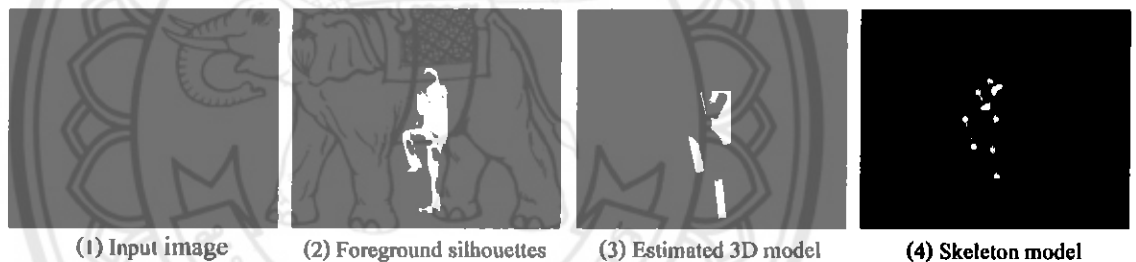 (1) Input image
(2) Foreground silhouettes
(3) Estimated 3D model
(4) Skeleton model